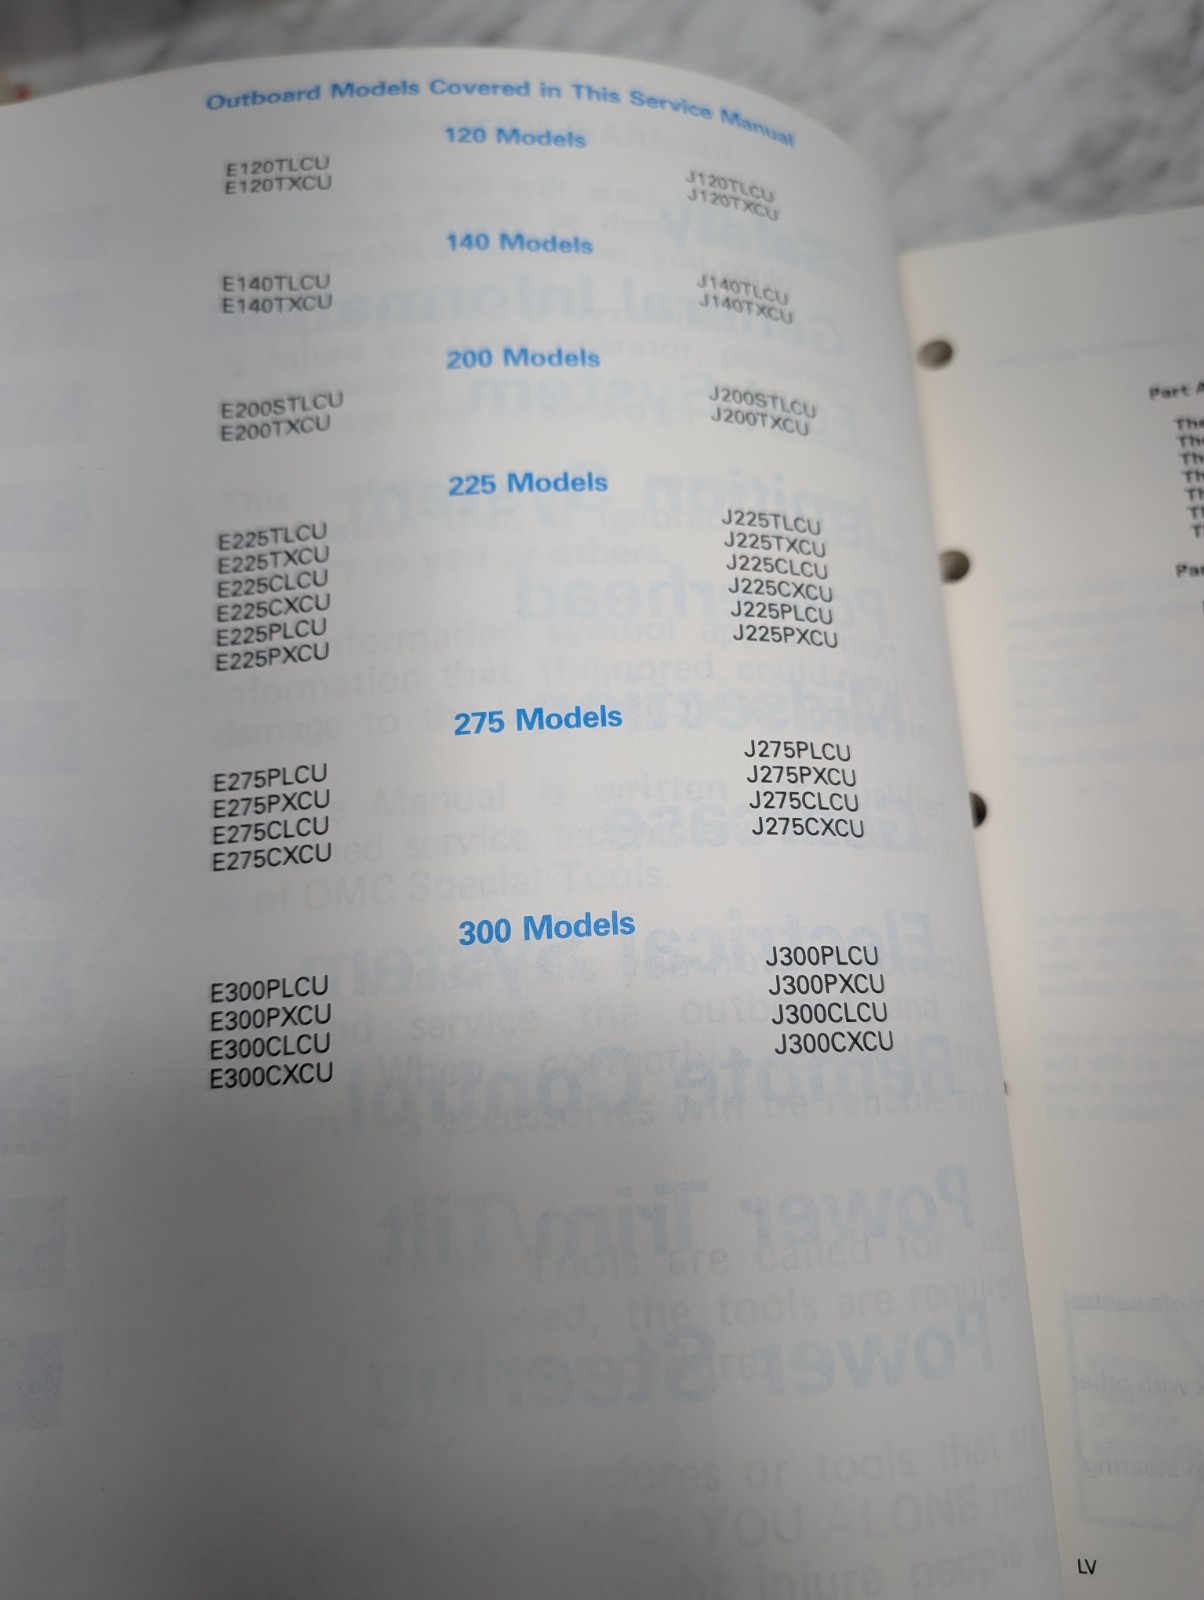 Outboard Models Covered in This Service Manual
120 Models
E120TLCU J120TLCU
E120TXCU J120TXCU
140 Models
E140TLCU J140TLCU
E140TXCU J140TXCU
200 Models
E200STLCU J200STLCU
E200TXCU J200TXCU
225 Models
E225TLCU J225TLCU
E225TXCU J225TXCU
E225CLCU J225CLCU
E225CXCU J225CXCU
E225PLCU J225PLCU
E225PXCU J225PXCU
275 Models
E275PLCU J275PLCU
E275PXCU J275PXCU
E275CLCU J275CLCU
E275CXCU J275CXCU
300 Models
E300PLCU J300PLCU
E300PXCU J300PXCU
E300CLCU J300CLCU
E300CXCU J300CXCU
Part
LV